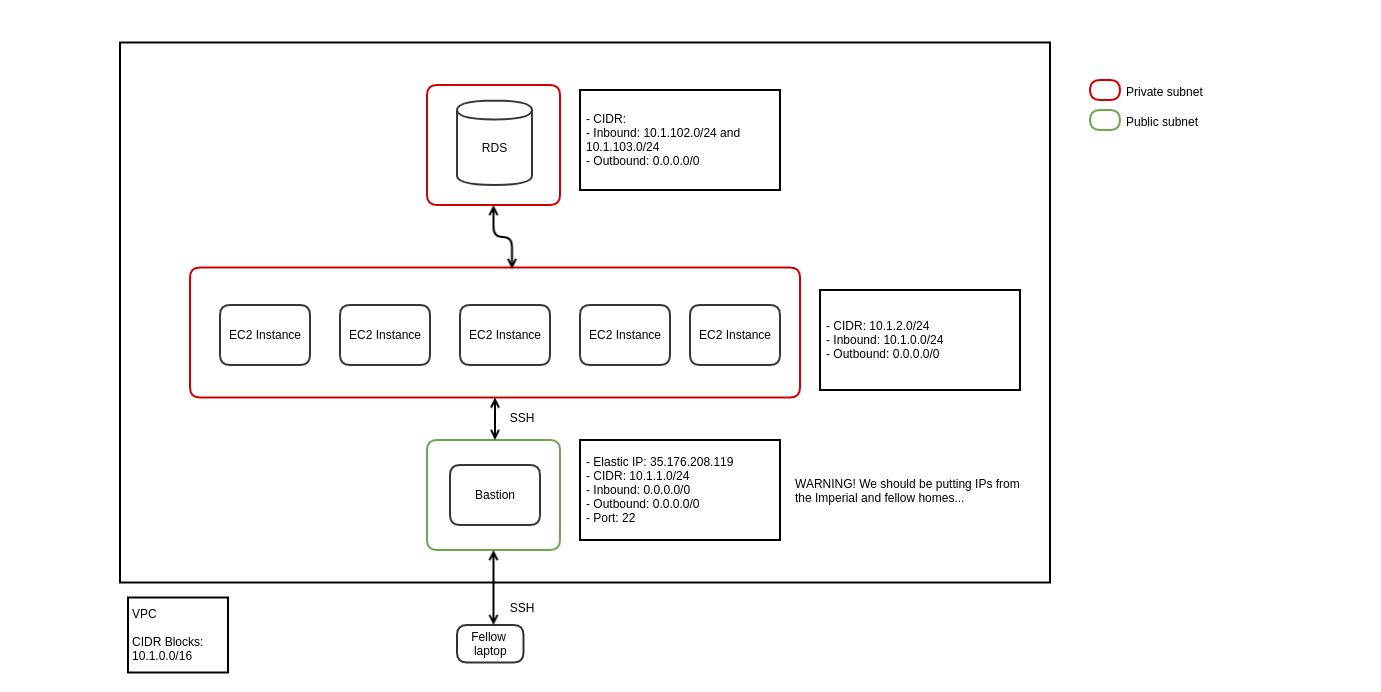 RDS
- CIDR:
- Inbound: 10.1.102.0/24 and
10.1.103.0/24
- Outbound: 0.0.0.0/0
Private subnet
Public subnet
EC2 Instance
EC2 Instance
EC2 Instance
EC2 Instance
EC2 Instance
- CIDR: 10.1.2.0/24
- Inbound: 10.1.0.0/24
- Outbound: 0.0.0.0/0
SSH
Bastion
- Elastic IP: 35.176.208.119
- CIDR: 10.1.1.0/24
- Inbound: 0.0.0.0/0
- Outbound: 0.0.0.0/0
- Port: 22
WARNING! We should be putting IPs from
the Imperial and fellow homes...
SSH
Fellow
laptop
VPC
CIDR Blocks:
10.1.0.0/16